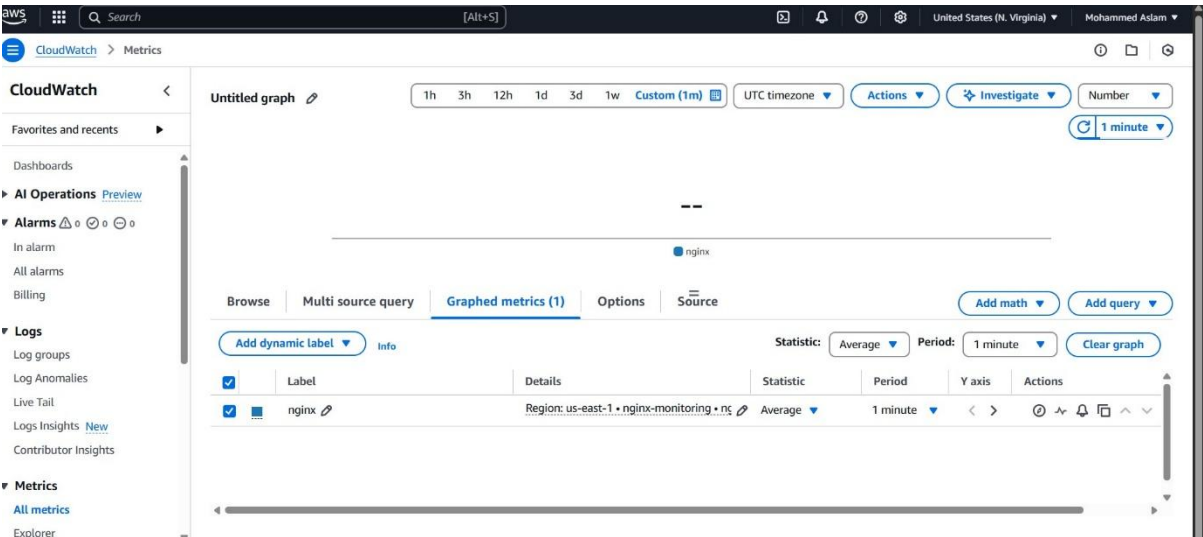 aws Search [Alt+S] United States (N. Virginia) Mohammed Aslam
CloudWatch > Metrics
CloudWatch
Favorites and recents
Dashboards
AI Operations Preview
Alarms 0 0 0
In alarm
All alarms
Billing
Logs
Log groups
Log Anomalies
Live Tail
Logs Insights New
Contributor Insights
Metrics
All metrics
Explorer
Untitled graph 1h 3h 12h 1d 3d 1w Custom (1m) UTC timezone Actions Investigate Number
1 minute
--
nginx
Browse Multi source query Graphed metrics (1) Options Source Add math Add query
Add dynamic label Info Statistic: Average Period: 1 minute Clear graph
Label Details Statistic Period Y axis Actions
nginx Region: us-east-1 • nginx-monitoring • Average 1 minute < >